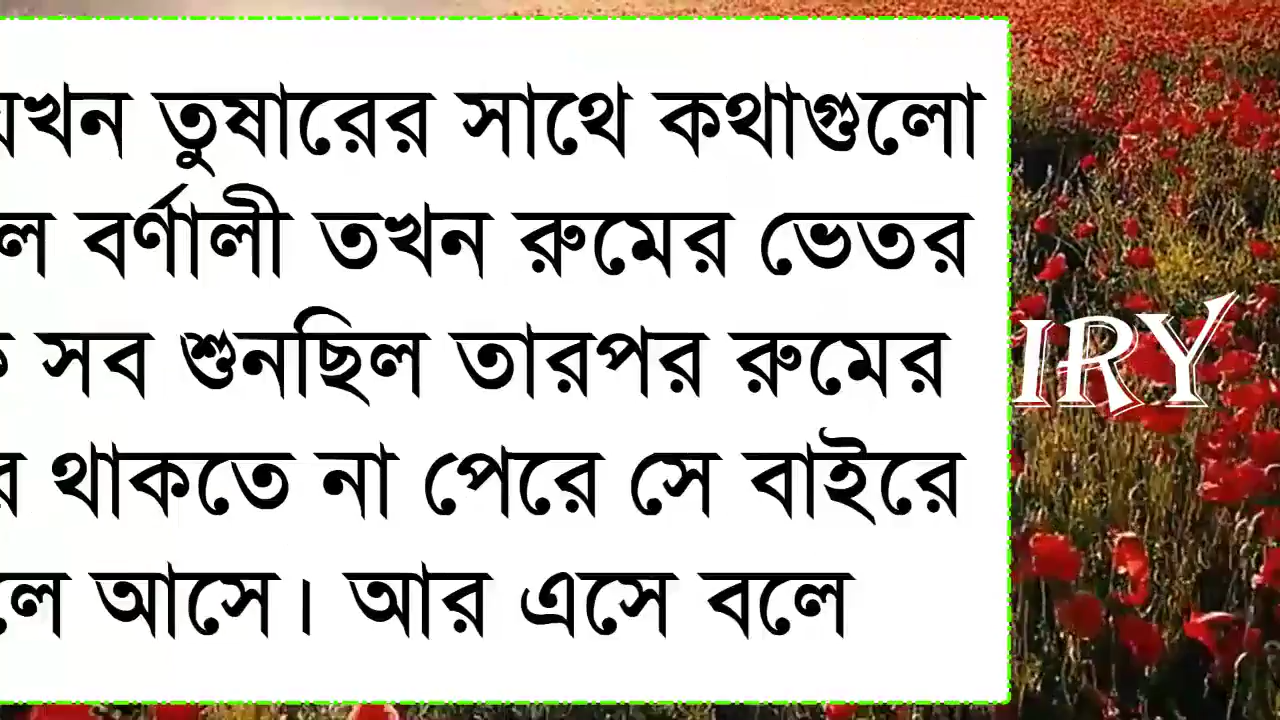 যখন তুষারের সাথে কথাগুলো
বর্ণালী তখন রুমের ভেতর
সব শুনছিল তারপর রুমের
থাকতে না পেরে সে বাইরে
আসে। আর এসে বলে
IRY